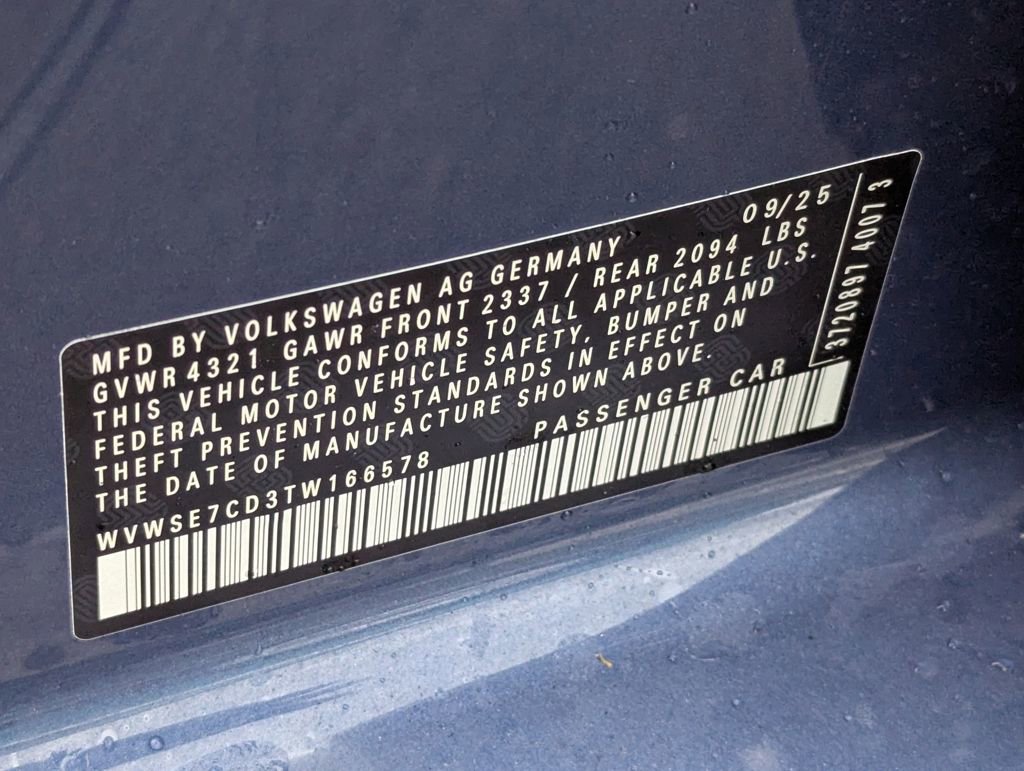 09/25
MFD BY VOLKSWAGEN AG GERMANY
GVWR 4321 GAWR FRONT 2337 / REAR 2094 LBS
THIS VEHICLE CONFORMS TO ALL APPLICABLE U.S.
FEDERAL MOTOR VEHICLE SAFETY, BUMPER AND
THEFT PREVENTION STANDARDS IN EFFECT ON
THE DATE OF MANUFACTURE SHOWN ABOVE.
WVWSE7CD3TW166578
PASSENGER CAR
3720897 4007 3